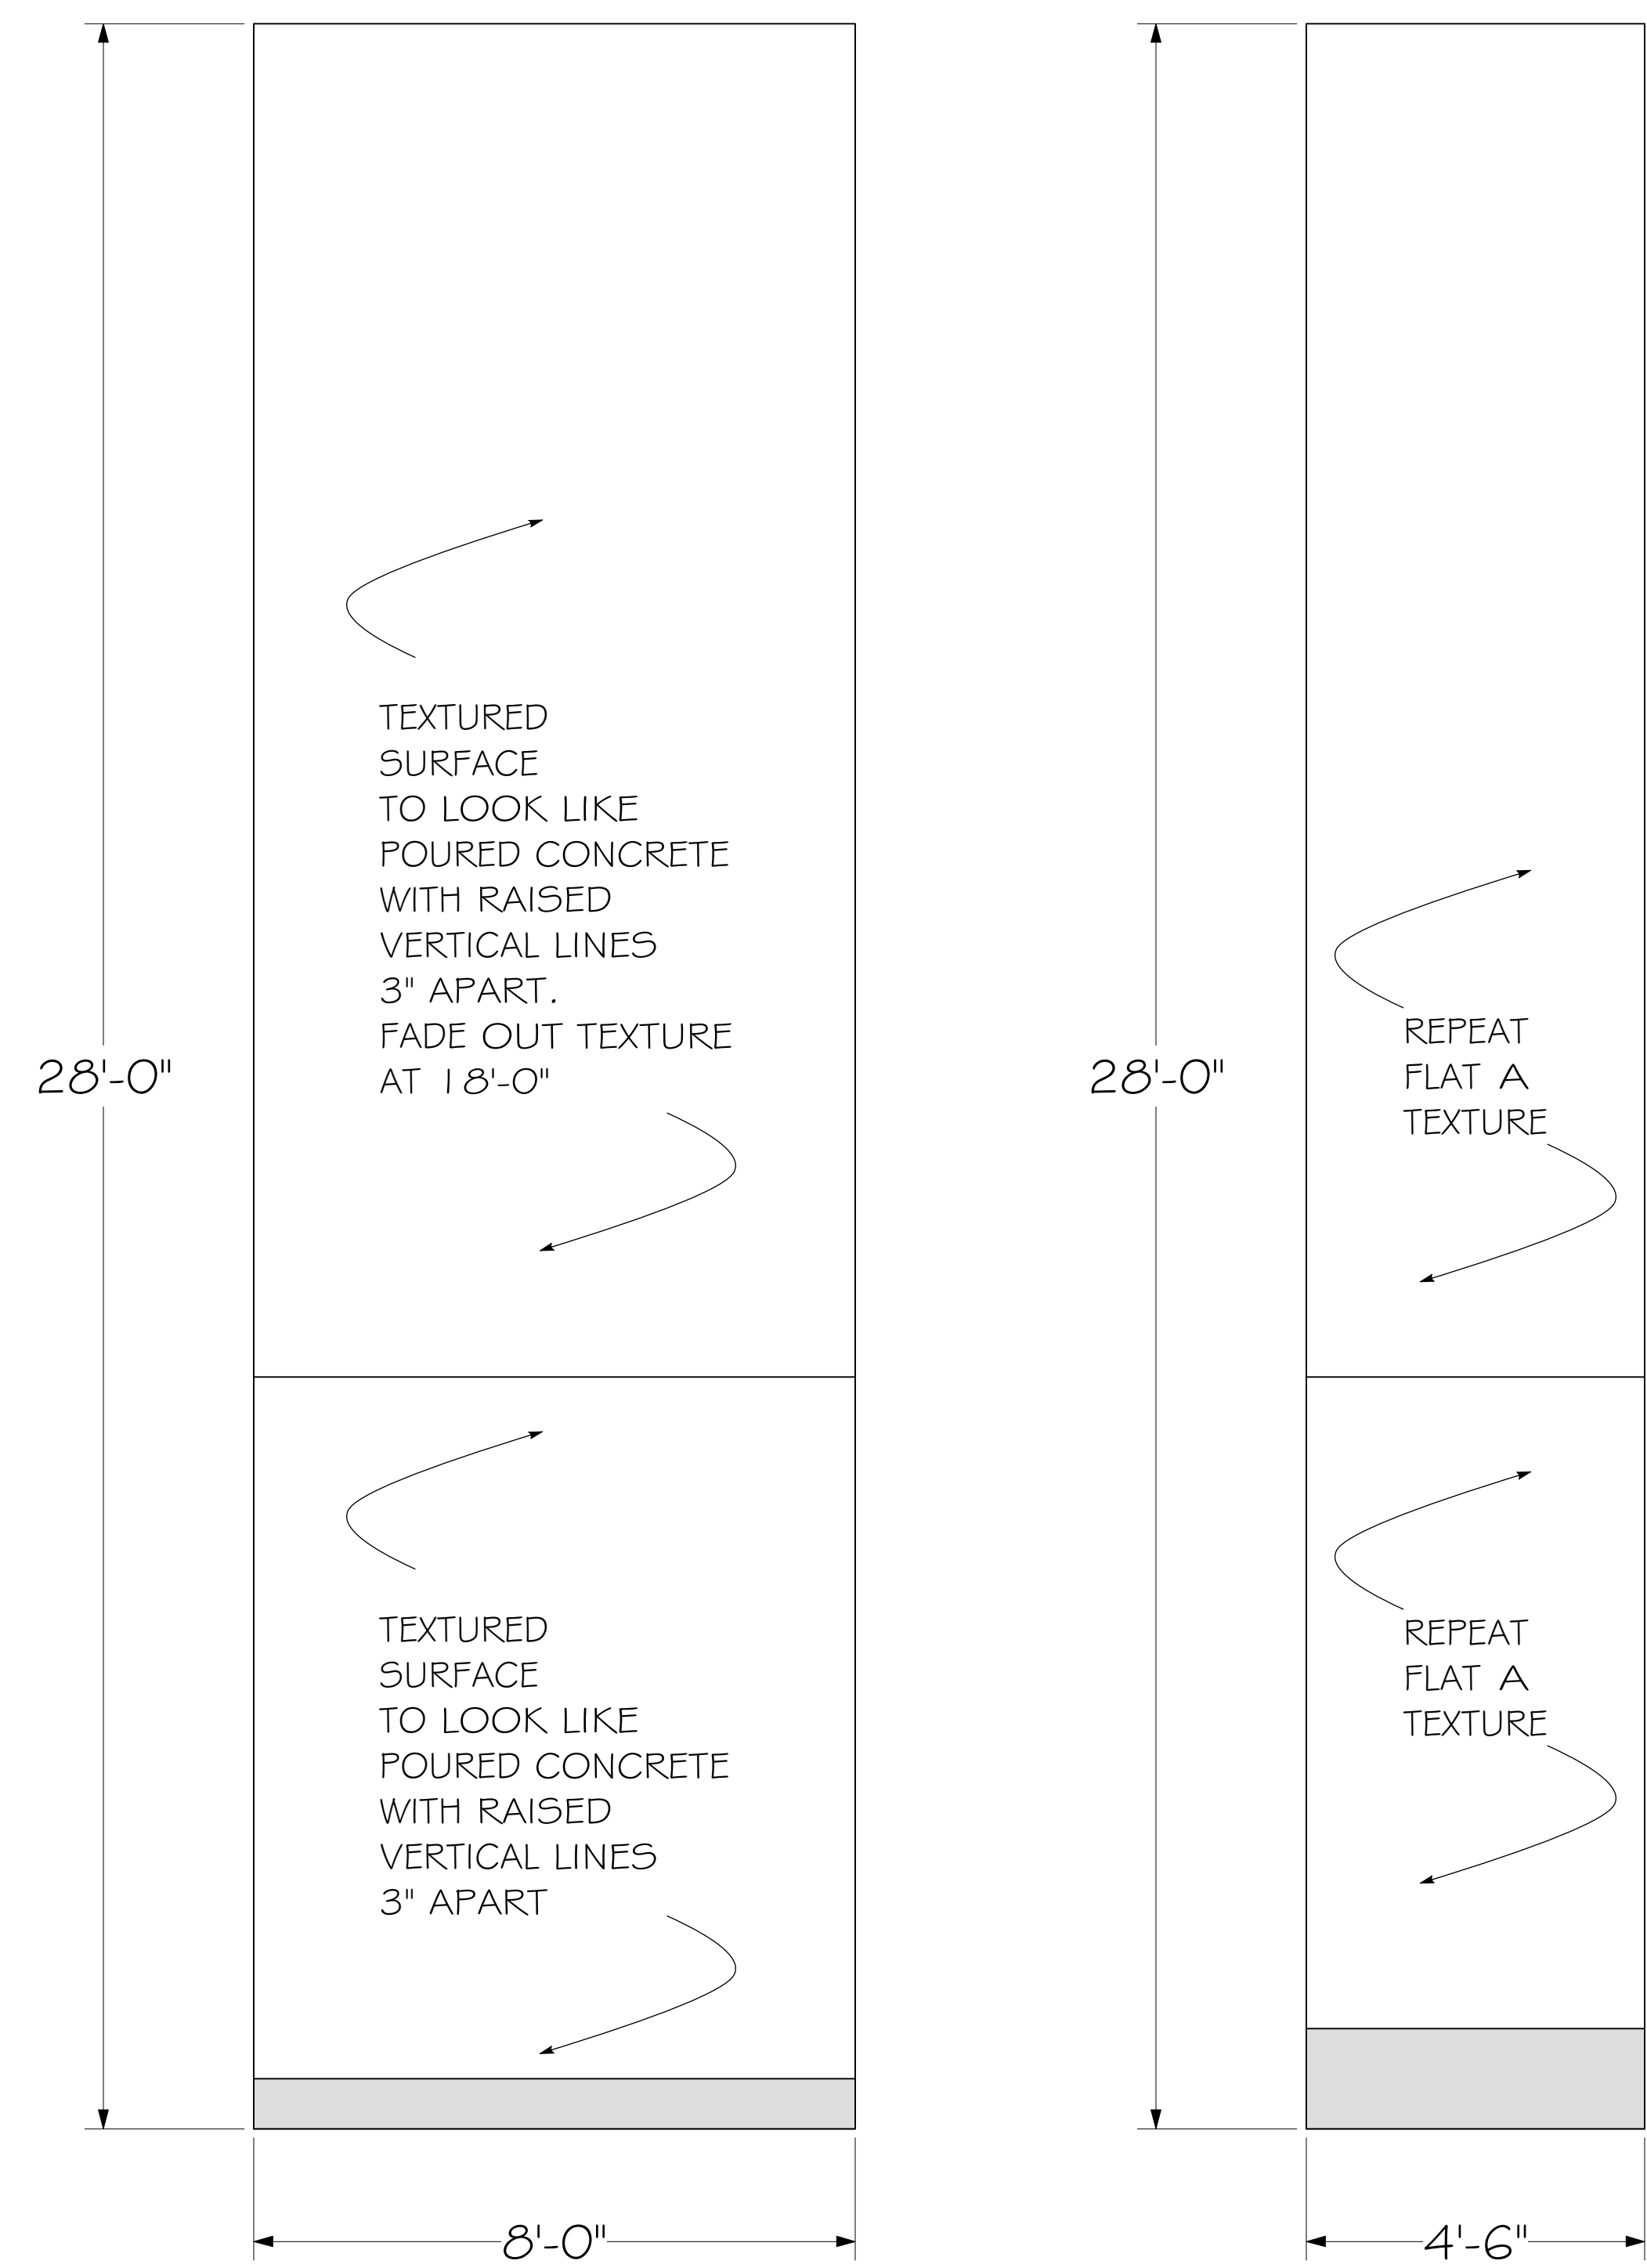 TEXTURED
SURFACE
TO LOOK LIKE
POURED CONCRETE
WITH RAISED
VERTICAL LINES
3" APART.
FADE OUT TEXTURE
AT 18'-0"
28'-0"
TEXTURED
SURFACE
TO LOOK LIKE
POURED CONCRETE
WITH RAISED
VERTICAL LINES
3" APART
8'-0"
28'-0"
REPEAT
FLAT A
TEXTURE
REPEAT
FLAT A
TEXTURE
4'-6"